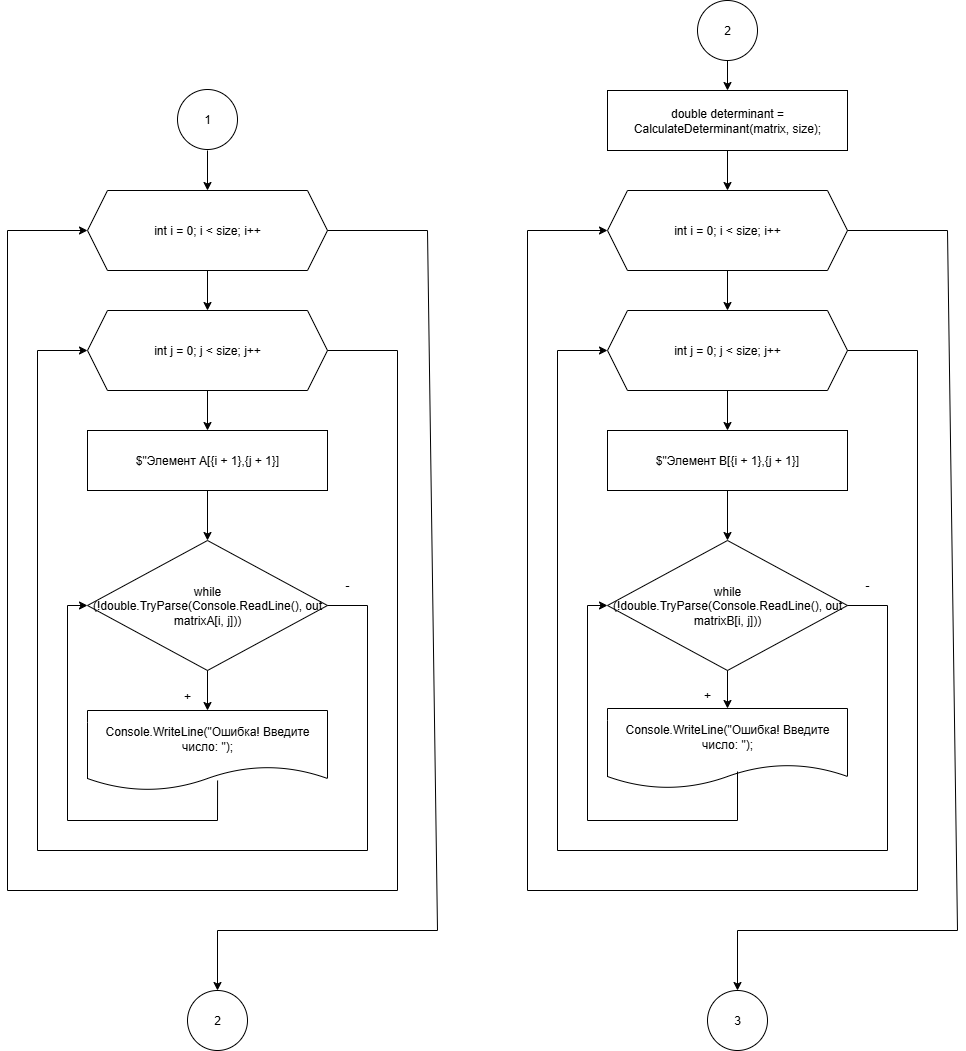 1
int i = 0; i < size; i++
int j = 0; j < size; j++
$"Элемент A[{i + 1},{j + 1}]
while
(!double.TryParse(Console.ReadLine(), out
matrixA[i, j]))
-
+
Console.WriteLine("Ошибка! Введите
число: ");
2
2
double determinant =
CalculateDeterminant(matrix, size);
int i = 0; i < size; i++
int j = 0; j < size; j++
$"Элемент B[{i + 1},{j + 1}]
while
(!double.TryParse(Console.ReadLine(), out
matrixB[i, j]))
-
+
Console.WriteLine("Ошибка! Введите
число: ");
3